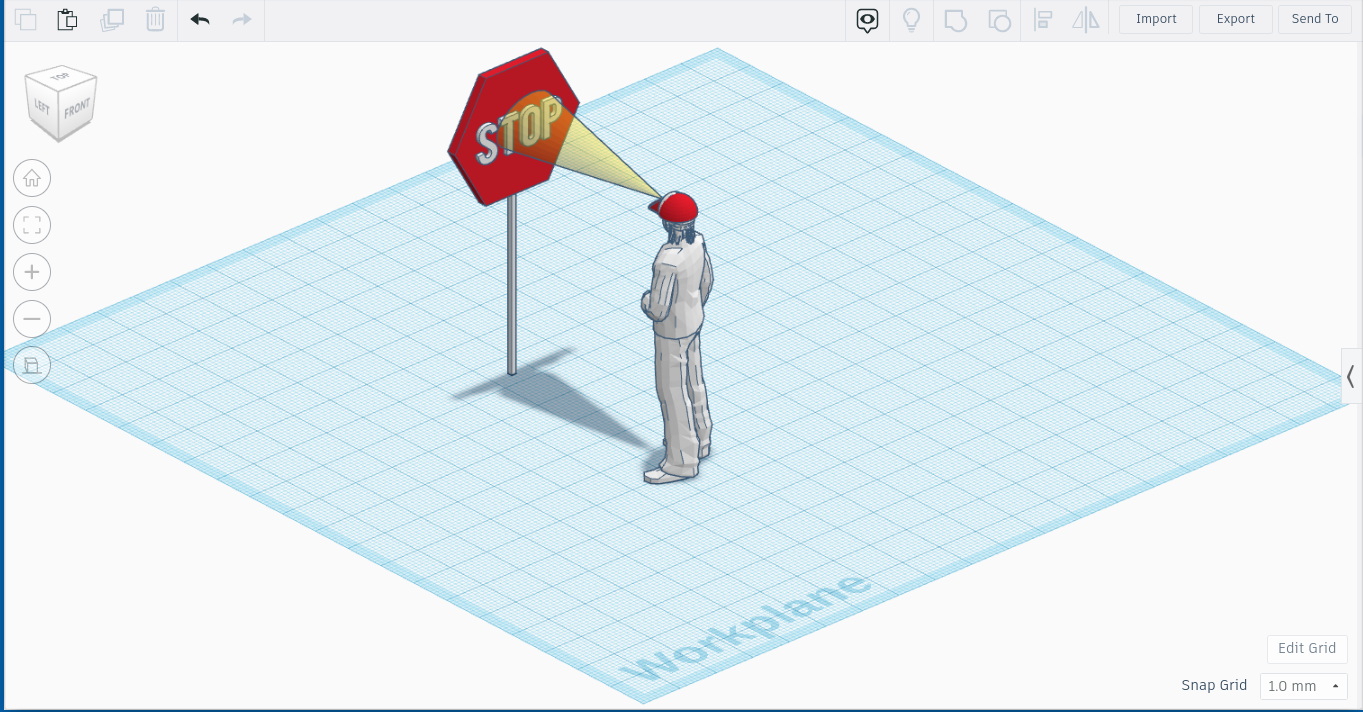 Import
Export
Send To
TOP
LEFT
FRONT
STOP
Workplane
Edit Grid
Snap Grid
1.0 mm